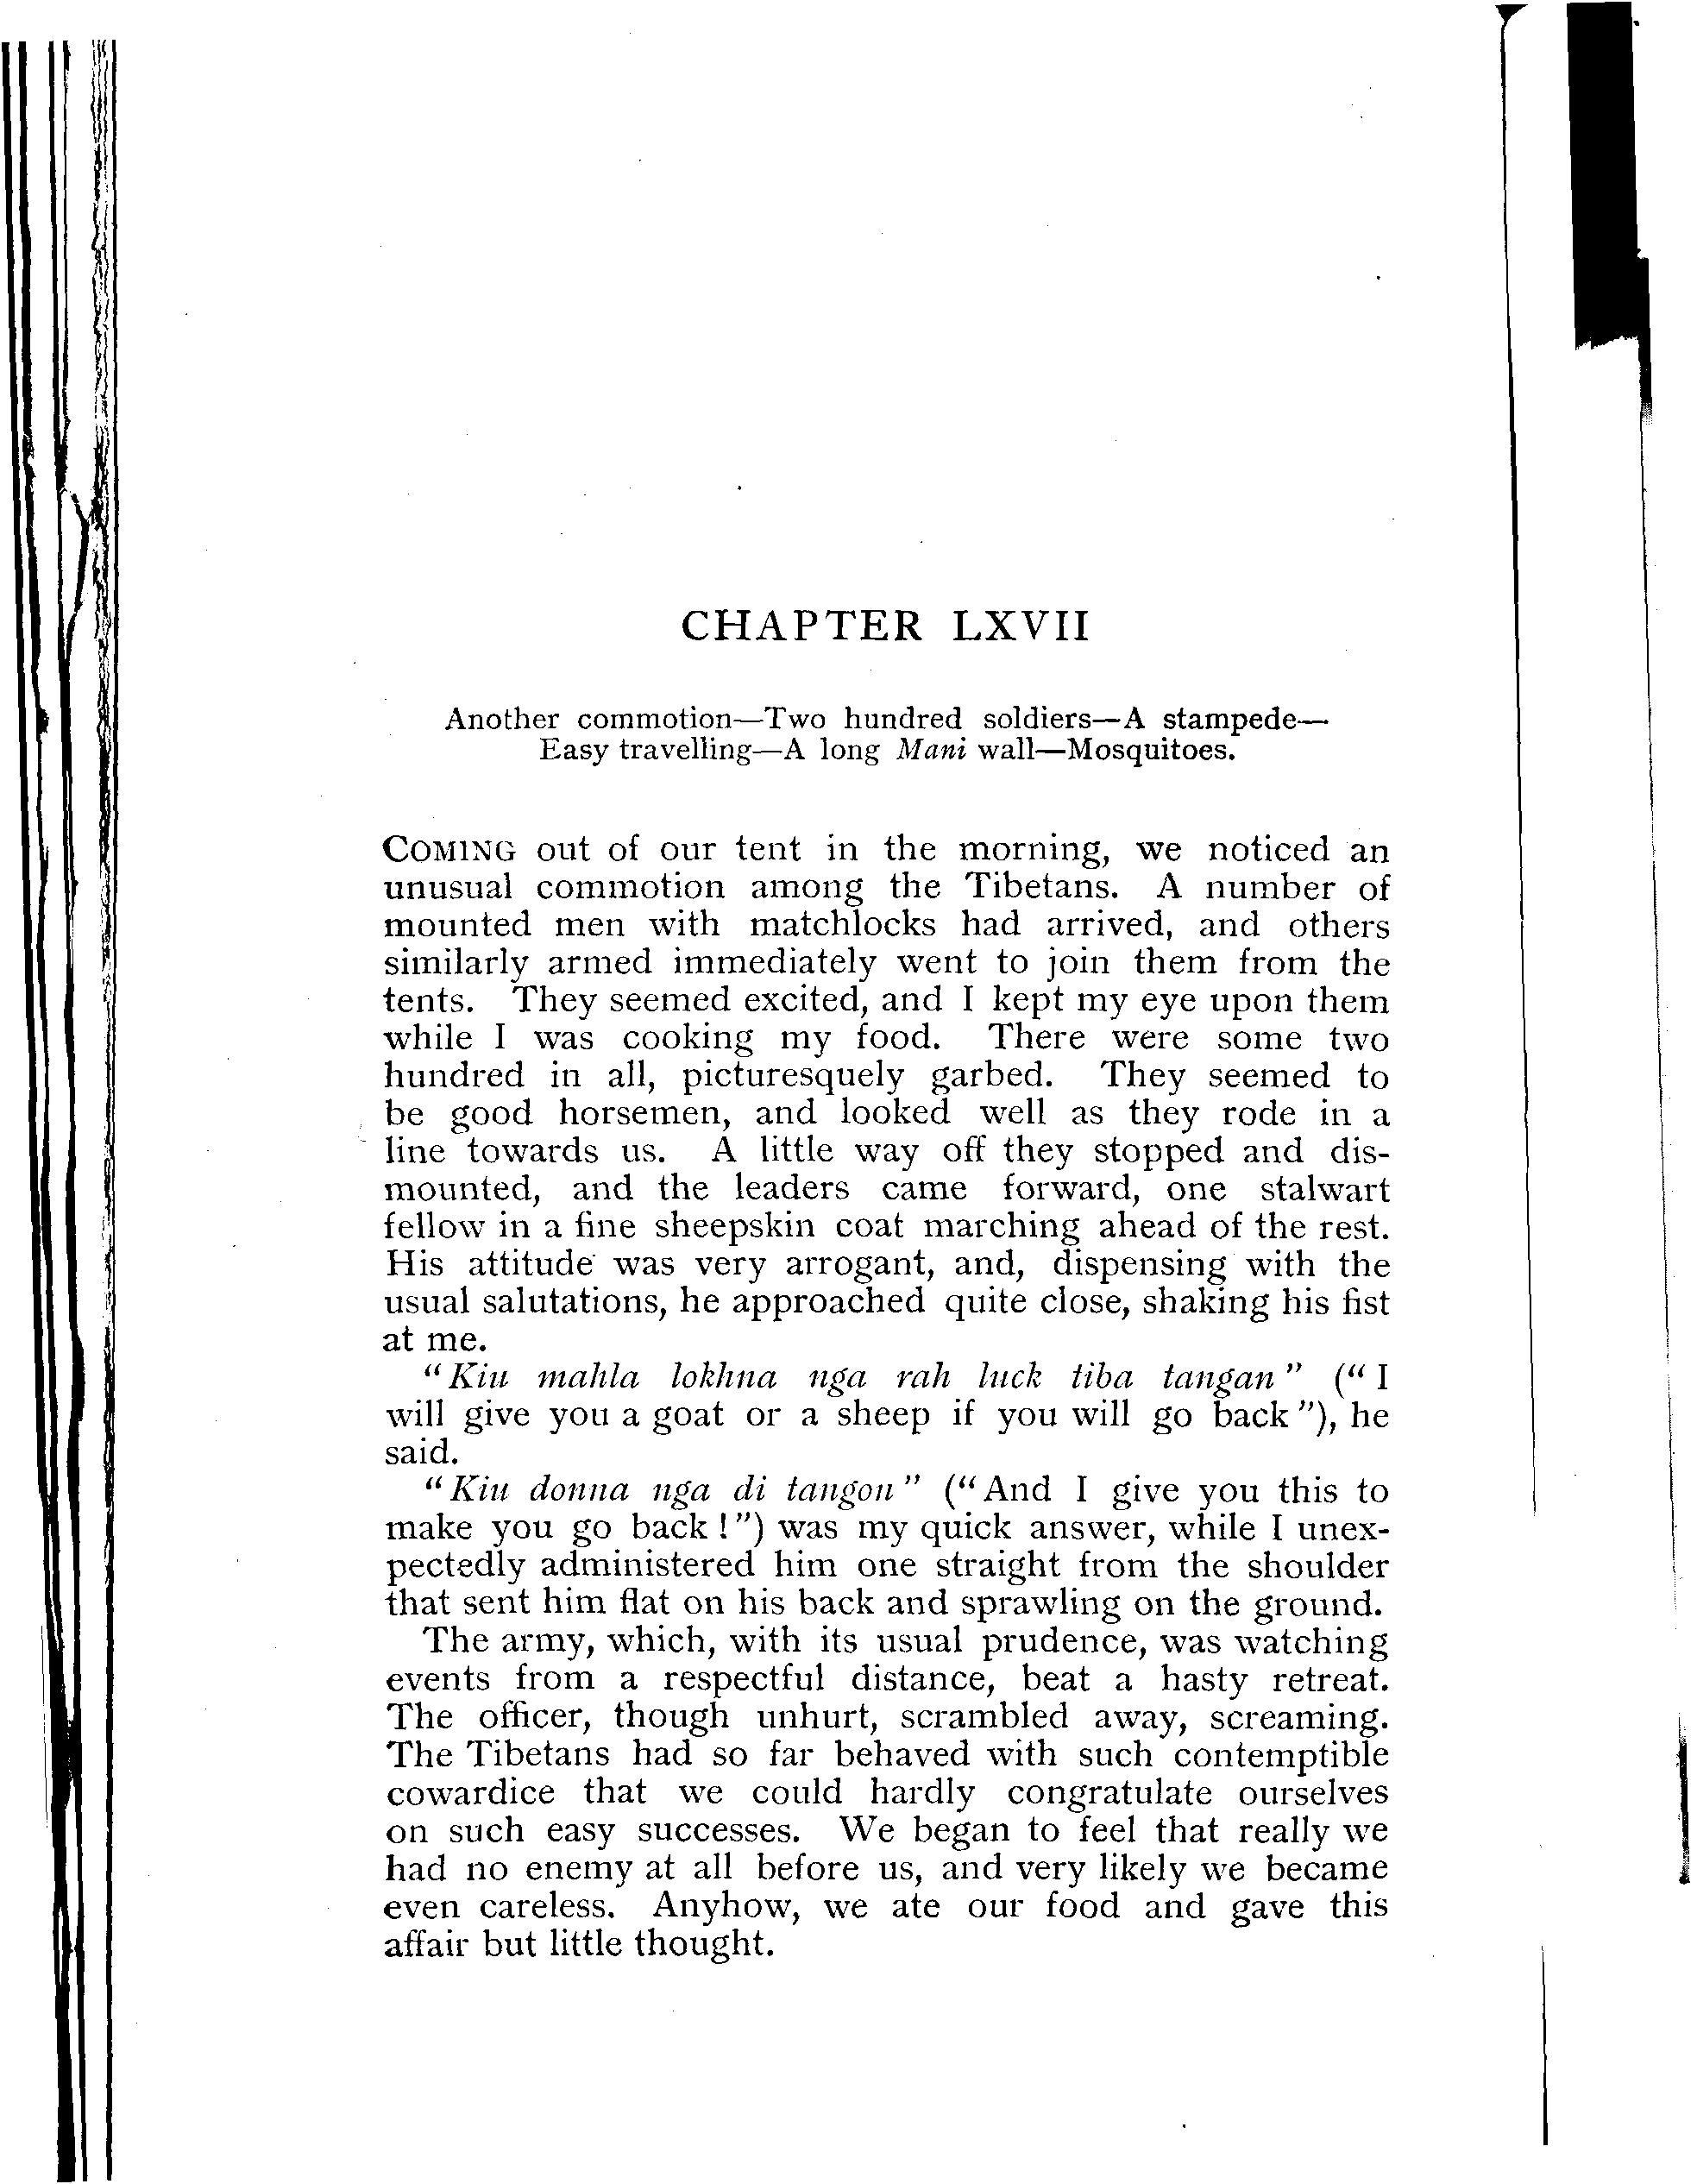 CHAPTER LXVII
Another commotion—Two hundred soldiers—A stampede—
Easy travelling—A long Mani wall—Mosquitoes.
COMING out of our tent in the morning, we noticed an
unusual commotion among the Tibetans. A number of
mounted men with matchlocks had arrived, and others
similarly armed immediately went to join them from the
tents. They seemed excited, and I kept my eye upon them
while I was cooking my food. There were some two
hundred in all, picturesquely garbed. They seemed to
be good horsemen, and looked well as they rode in a
line towards us. A little way off they stopped and dis-
mounted, and the leaders came forward, one stalwart
fellow in a fine sheepskin coat marching ahead of the rest.
His attitude was very arrogant, and, dispensing with the
usual salutations, he approached quite close, shaking his fist
at me.
"Kiu mahla lokhna nga rah luck tiba tangan" ("I
will give you a goat or a sheep if you will go back"), he
said.
"Kiu donna nga di tangon" ("And I give you this to
make you go back!") was my quick answer, while I unex-
pectedly administered him one straight from the shoulder
that sent him flat on his back and sprawling on the ground.
The army, which, with its usual prudence, was watching
events from a respectful distance, beat a hasty retreat.
The officer, though unhurt, scrambled away, screaming.
The Tibetans had so far behaved with such contemptible
cowardice that we could hardly congratulate ourselves
on such easy successes. We began to feel that really we
had no enemy at all before us, and very likely we became
even careless. Anyhow, we ate our food and gave this
affair but little thought.